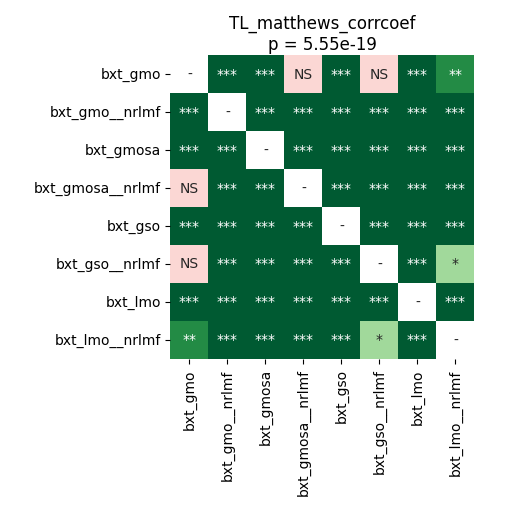 TL_matthews_corrcoef
p = 5.55e-19
bxt_gmo - *** *** NS *** NS *** **
bxt_gmo__nrlmf *** - *** *** *** *** *** ***
bxt_gmosa *** *** - *** *** *** *** ***
bxt_gmosa__nrlmf NS *** *** - *** *** *** ***
bxt_gso *** *** *** *** - *** *** ***
bxt_gso__nrlmf NS *** *** *** *** - *** *
bxt_lmo *** *** *** *** *** *** - ***
bxt_lmo__nrlmf ** *** *** *** *** * *** -
bxt_gmo
bxt_gmo__nrlmf
bxt_gmosa
bxt_gmosa__nrlmf
bxt_gso
bxt_gso__nrlmf
bxt_lmo
bxt_lmo__nrlmf